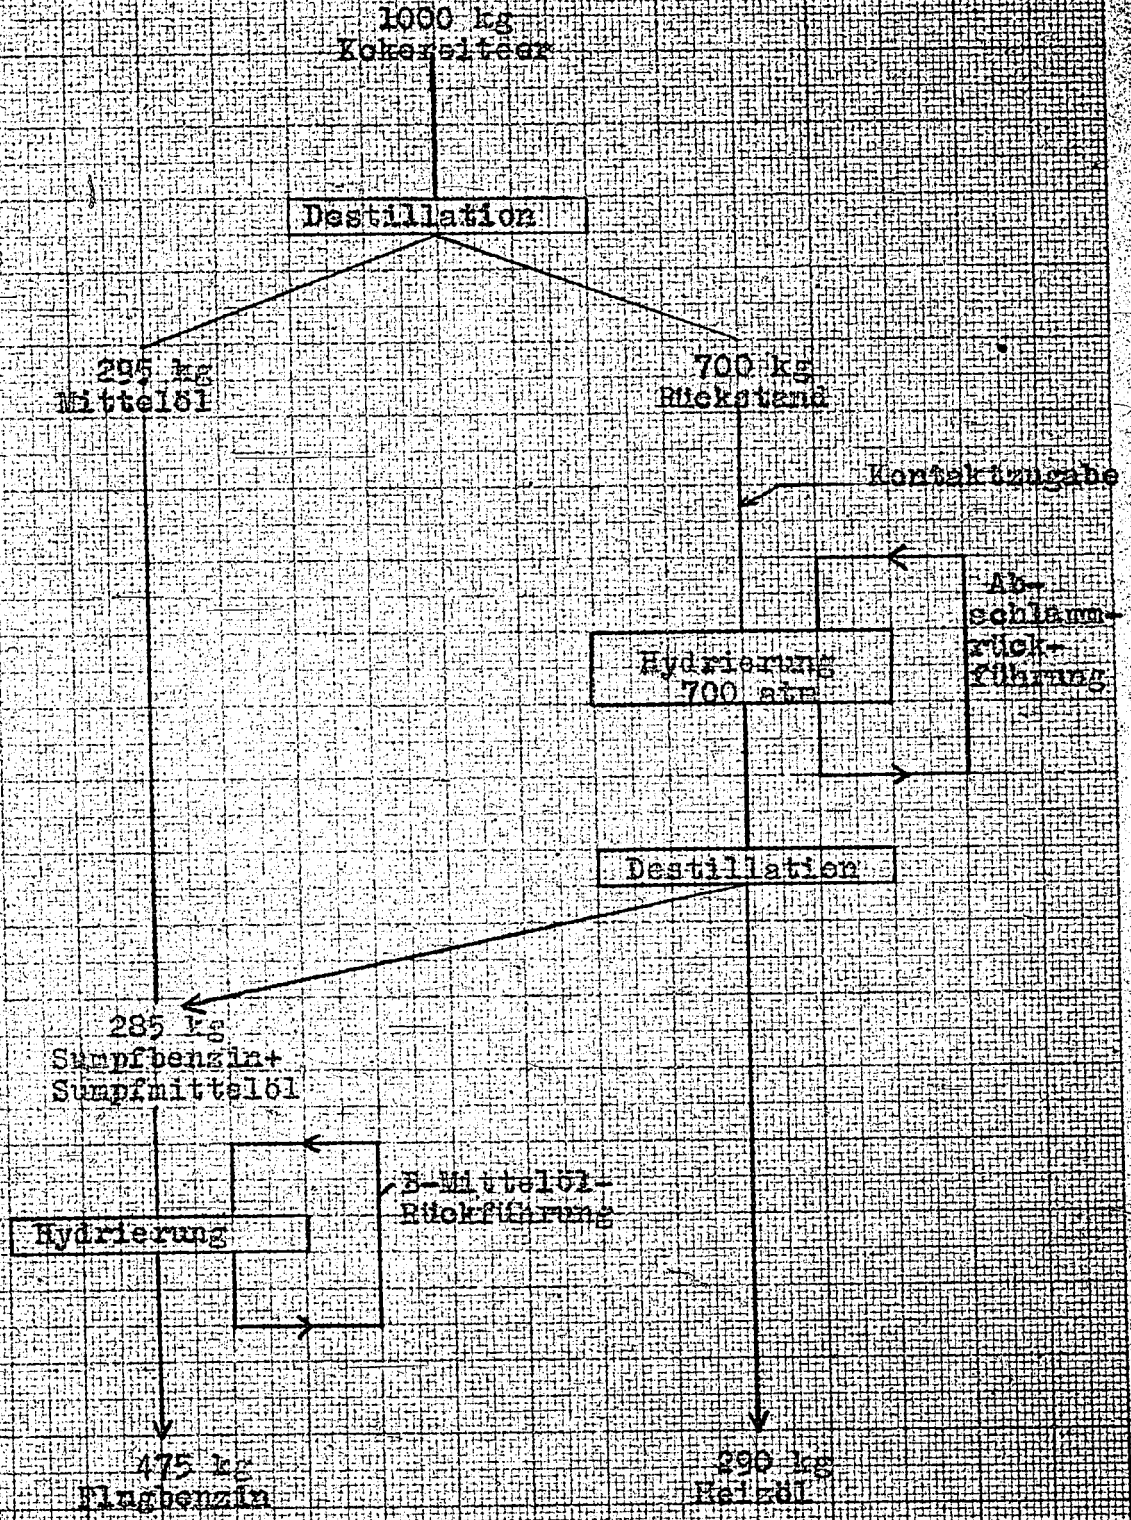 1000 kg
Kokereiteer
Destillation
295 kg
Mittelöl
700 kg
Rückstand
Kontaktzugabe
Ab-
schlamm-
rück-
führung
Hydrierung
700 atm
Destillation
285 kg
Sumpfbenzin+
Sumpfmittelöl
B-Mittelöl-
Rückführung
Hydrierung
475 kg
Flugbenzin
290 kg
Heizöl